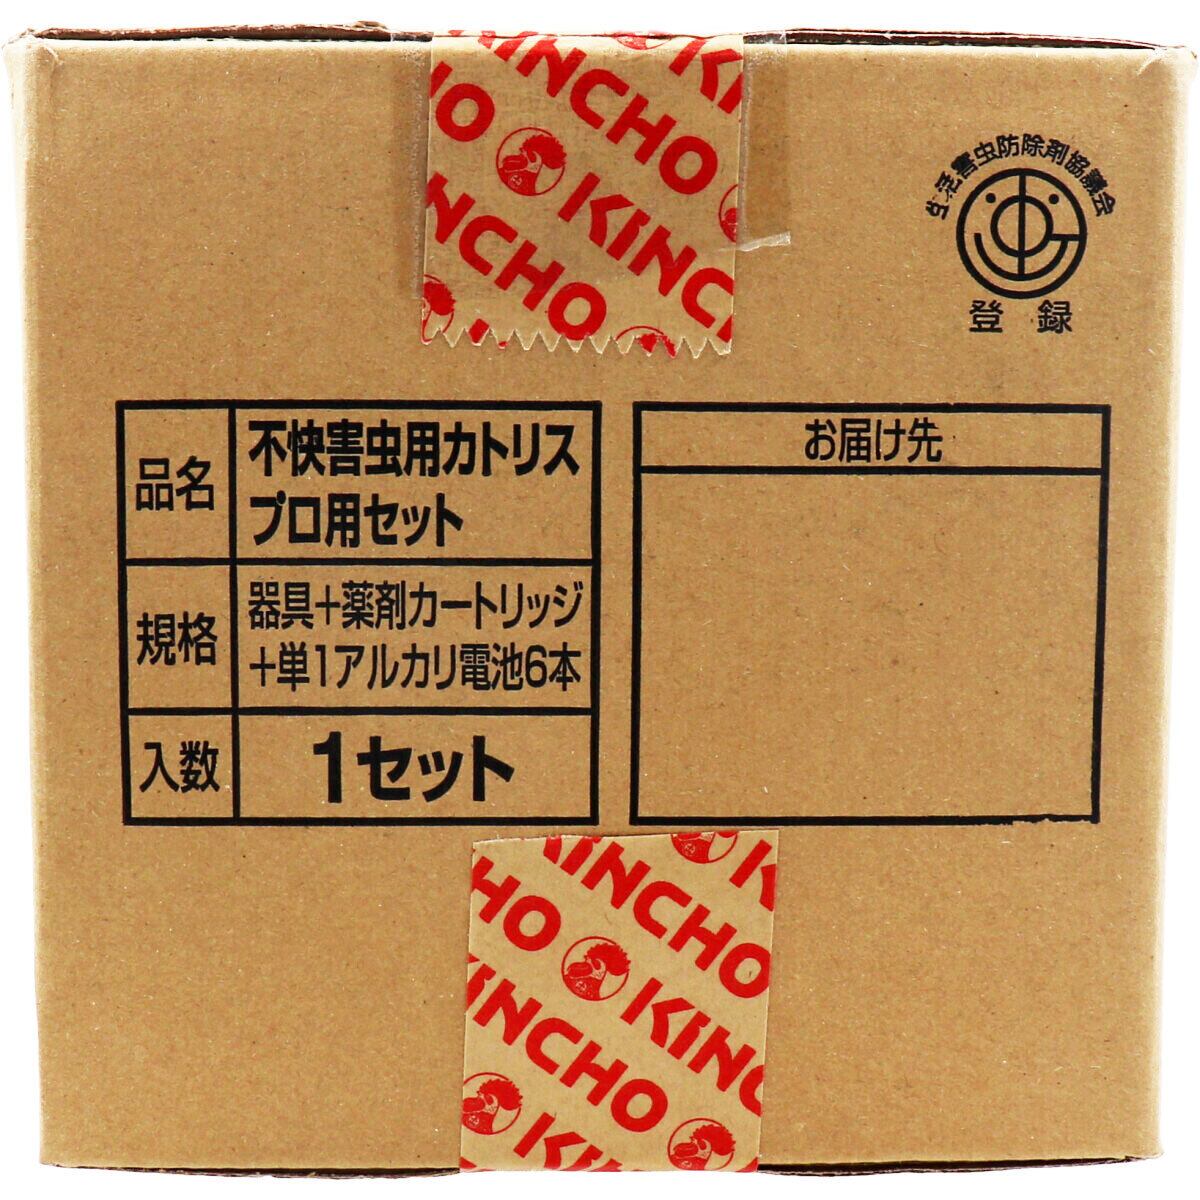 KINCHO
KINCHO
KINCHO
生活害虫防除剤協議会
登録
品名
不快害虫用カトリス
プロ用セット
規格
器具+薬剤カートリッジ
+単1アルカリ電池6本
入数
1セット
お届け先
KINCHO
KINCHO
KINCHO